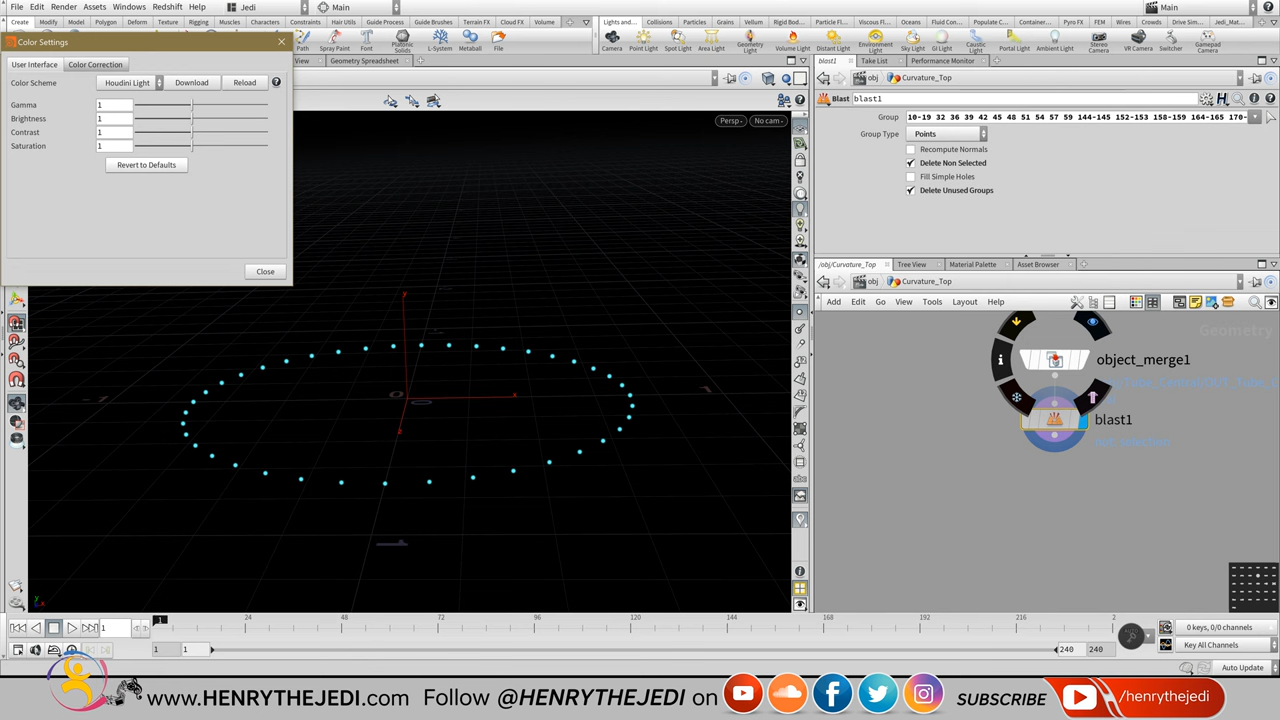 File Edit Render Assets Windows Redshift Help Jedi Main Main
Create Modify Model Polygon Deform Texture Rigging Muscles Characters Constraints Hair Utils Guide Process Guide Brushes Terrain FX Cloud FX Volume Lights and... Collisions Particles Grains Vellum Rigid Bod... Particle Fl... Viscous Fl... Oceans Fluid Con... Populate C... Container... Pyro FX FEM Wires Crowds Drive Sim... Jedi_Mat...
Path Spray Paint Font Platonic Solids L-System Metaball File Camera Point Light Spot Light Area Light Geometry Light Volume Light Distant Light Environment Light Sky Light GI Light Caustic Light Portal Light Ambient Light Stereo Camera VR Camera Switcher Gamepad Camera
Color Settings
User Interface Color Correction
Color Scheme Houdini Light Download Reload
Gamma 1
Brightness 1
Contrast 1
Saturation 1
Revert to Defaults
Close
View Geometry Spreadsheet
Persp No cam
blast1 Take List Performance Monitor
obj Curvature_Top
Blast blast1
Group 10-19 32 36 39 42 45 48 51 54 57 59 144-145 152-153 158-159 164-165 170-
Group Type Points
Recompute Normals
Delete Non Selected
Fill Simple Holes
Delete Unused Groups
/obj/Curvature_Top Tree View Material Palette Asset Browser
obj Curvature_Top
Add Edit Go View Tools Layout Help
Geometry
object_merge1
blast1
y
x
z
1 24 48 72 96 120 144 168 192 216 2
1
1 1 240 240
0 keys, 0/0 channels
Key All Channels
Auto Update
www.HENRYTHEJEDI.com Follow @HENRYTHEJEDI on SUBSCRIBE /henrythejedi